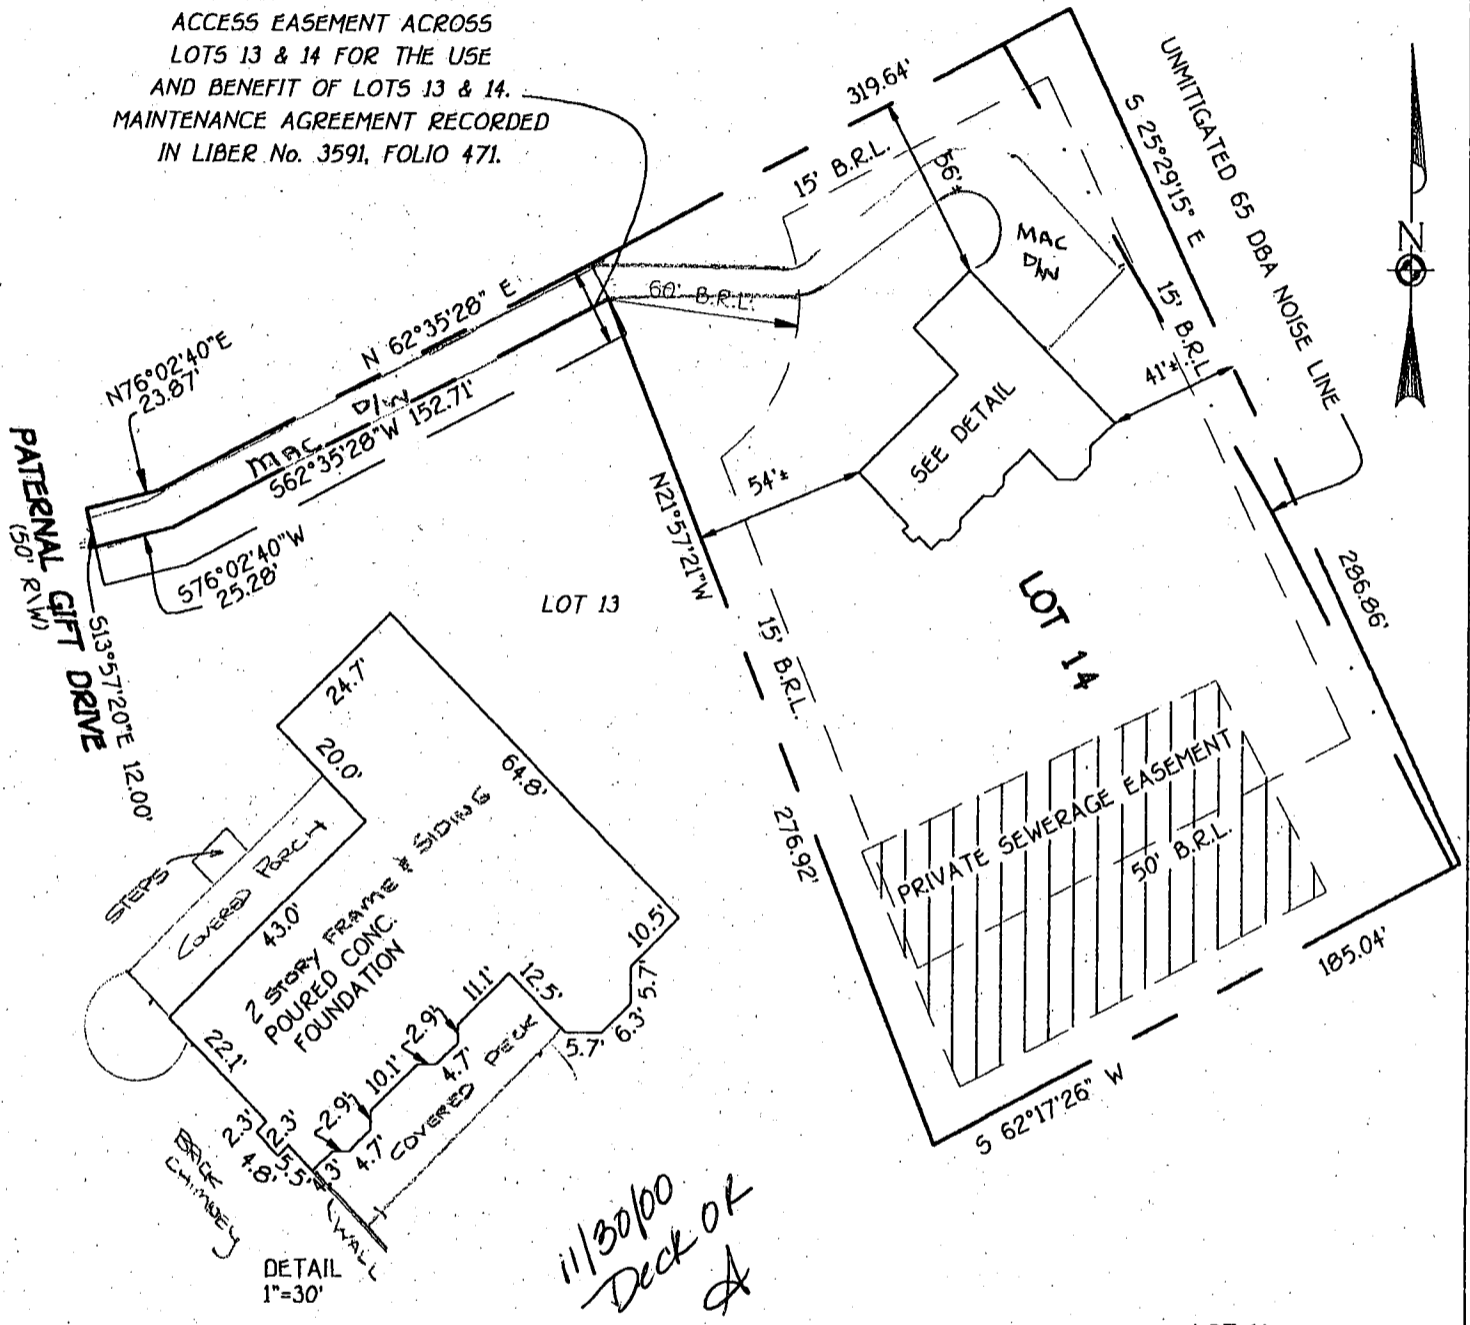 ACCESS EASEMENT ACROSS
LOTS 13 & 14 FOR THE USE
AND BENEFIT OF LOTS 13 & 14.
MAINTENANCE AGREEMENT RECORDED
IN LIBER No. 3591, FOLIO 471.
319.64'
UNMITIGATED 65 DBA NOISE LINE
S 25°29'15" E
15' B.R.L.
56'±
MAC
D/W
N
60' B.R.L.
15' B.R.L.
41'±
N 62°35'28" E
N76°02'40"E
23.87'
MAC D/W
S62°35'28"W 152.71'
SEE DETAIL
54'±
N21°57'21"W
PATERNAL GIFT DRIVE
(50' R/W)
S76°02'40"W
25.28'
S13°57'20"E 12.00'
LOT 13
LOT 14
286.86'
15' B.R.L.
276.92'
PRIVATE SEWERAGE EASEMENT
50' B.R.L.
185.04'
S 62°17'26" W
24.7'
20.0'
64.8'
STEPS
COVERED PORCH
43.0'
2 STORY FRAME & SIDING
POURED CONC.
FOUNDATION
10.5'
5.7'
6.3'
5.7'
12.5'
11.1'
2.9'
4.7'
10.1'
2.9'
4.7'
COVERED DECK
22.1'
2.3'
2.3'
4.8'
5.5'
BRICK
CHIMNEY
WALL
DETAIL
1"=30'
11/30/00
Deck OK